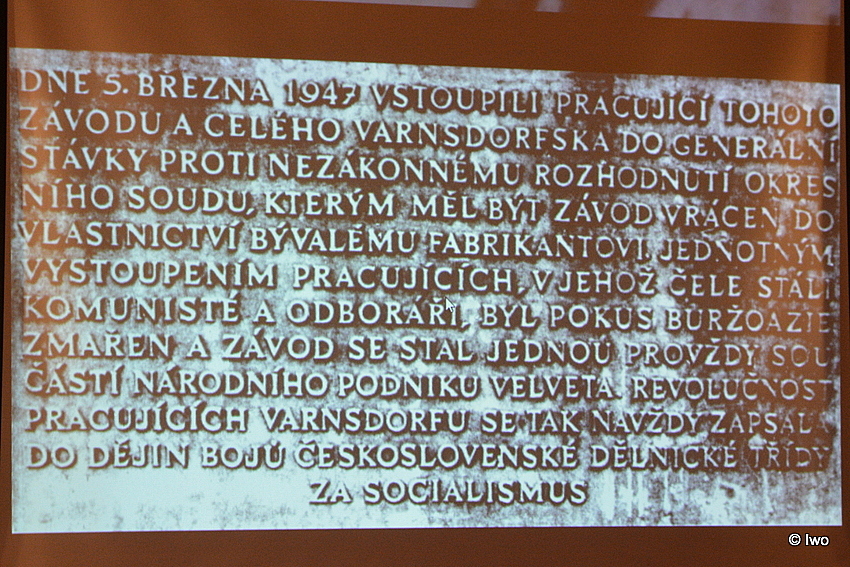 DNE 5. BŘEZNA 1947 VSTOUPILI PRACUJÍCÍ TOHOTO
ZÁVODU A CELÉHO VARNSDORFSKA DO GENERÁLNÍ
STÁVKY PROTI NEZÁKONNÉMU ROZHODNUTÍ OKRES
NÍHO SOUDU, KTERÝM MĚL BÝT ZÁVOD VRÁCEN DO
VLASTNICTVÍ BÝVALÉMU FABRIKANTOVI. JEDNOTNÝM
VYSTOUPENÍM PRACUJÍCÍCH, V JEHOŽ ČELE STÁLI
KOMUNISTÉ A ODBORÁŘI, BYL POKUS BURŽOAZIE
ZMAŘEN A ZÁVOD SE STAL JEDNOU PROVŽDY SOU
ČÁSTÍ NÁRODNÍHO PODNIKU VELVETA. REVOLUČNOST
PRACUJÍCÍCH VARNSDORFU SE TAK NAVŽDY ZAPSALA
DO DĚJIN BOJŮ ČESKOSLOVENSKÉ DĚLNICKÉ TŘÍDY
ZA SOCIALISMUS
© Iwo